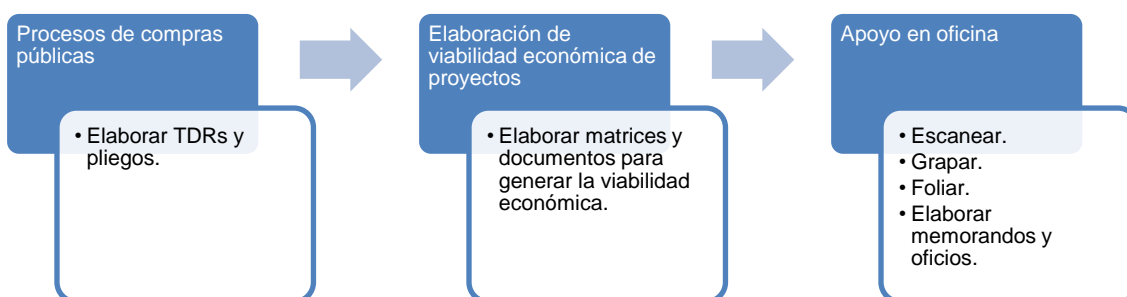 Procesos de compras
públicas
• Elaborar TDRs y
pliegos.
Elaboración de
viabilidad económica de
proyectos
• Elaborar matrices y
documentos para
generar la viabilidad
económica.
Apoyo en oficina
• Escanear.
• Grapar.
• Foliar.
• Elaborar
memorandos y
oficios.